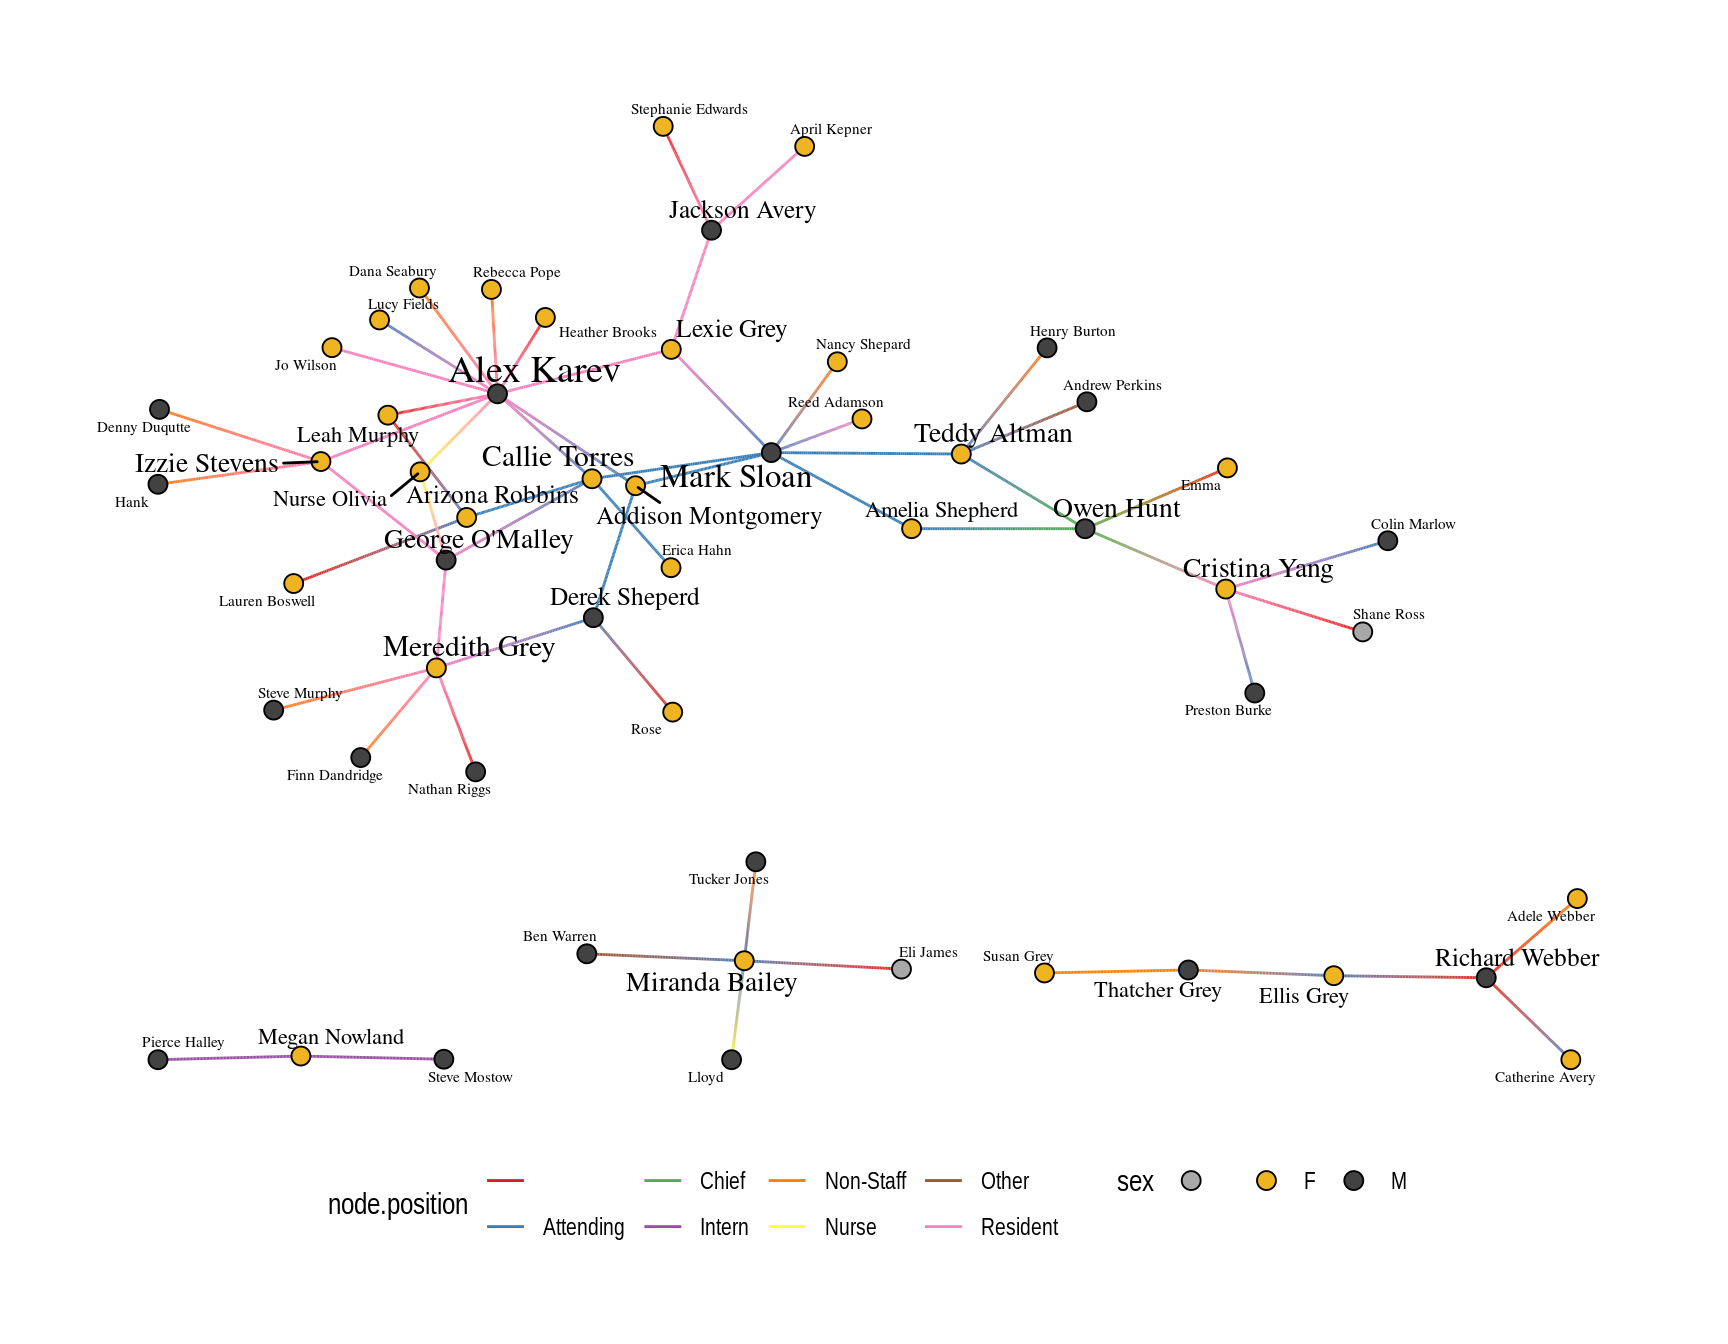 Stephanie Edwards
April Kepner
Jackson Avery
Dana Seabury
Rebecca Pope
Lucy Fields
Heather Brooks
Lexie Grey
Henry Burton
Nancy Shepard
Jo Wilson
Alex Karev
Andrew Perkins
Reed Adamson
Denny Duqutte
Leah Murphy
Teddy Altman
Callie Torres
Izzie Stevens
Mark Sloan
Emma
Hank
Nurse Olivia
Arizona Robbins
Addison Montgomery
Amelia Shepherd
Owen Hunt
Colin Marlow
George O'Malley
Erica Hahn
Cristina Yang
Lauren Boswell
Derek Sheperd
Shane Ross
Meredith Grey
Steve Murphy
Preston Burke
Rose
Finn Dandridge
Nathan Riggs
Tucker Jones
Adele Webber
Ben Warren
Eli James
Susan Grey
Richard Webber
Miranda Bailey
Thatcher Grey
Ellis Grey
Pierce Halley
Megan Nowland
Steve Mostow
Lloyd
Catherine Avery
node.position
Chief
Non-Staff
Other
Attending
Intern
Nurse
Resident
sex
F
M